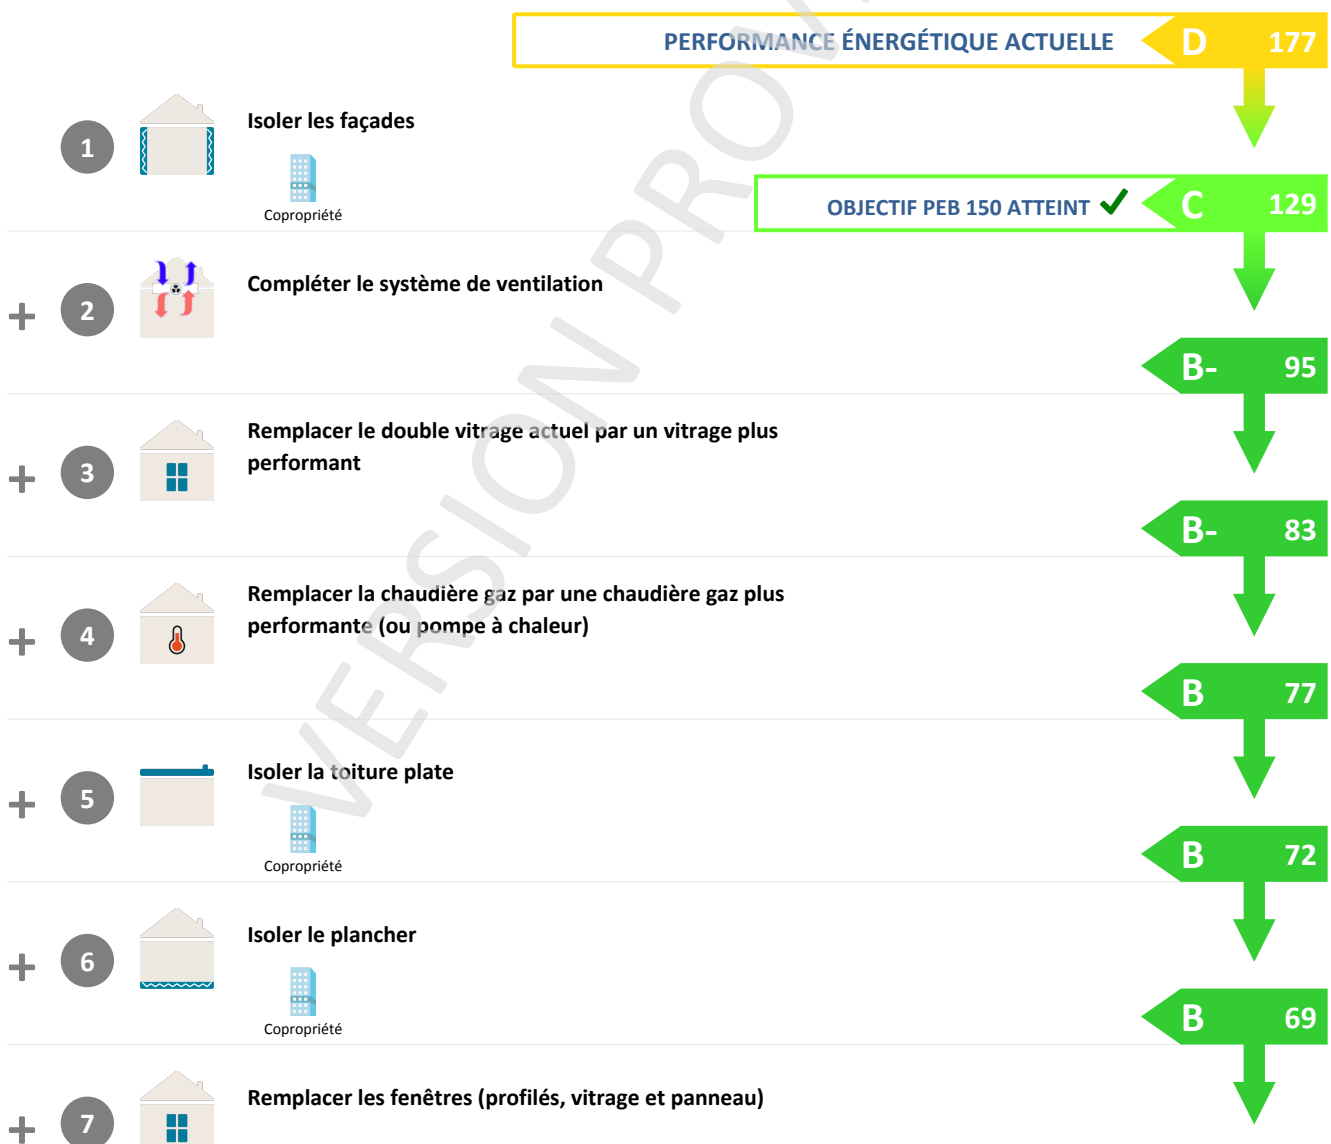 PERFORMANCE ÉNERGÉTIQUE ACTUELLE D 177
1 Isoler les façades
Copropriété
OBJECTIF PEB 150 ATTEINT ✔ C 129
+ 2 Compléter le système de ventilation
B- 95
+ 3 Remplacer le double vitrage actuel par un vitrage plus
performant
B- 83
+ 4 Remplacer la chaudière gaz par une chaudière gaz plus
performante (ou pompe à chaleur)
B 77
+ 5 Isoler la toiture plate
Copropriété
B 72
+ 6 Isoler le plancher
Copropriété
B 69
+ 7 Remplacer les fenêtres (profilés, vitrage et panneau)
VERSION PROV